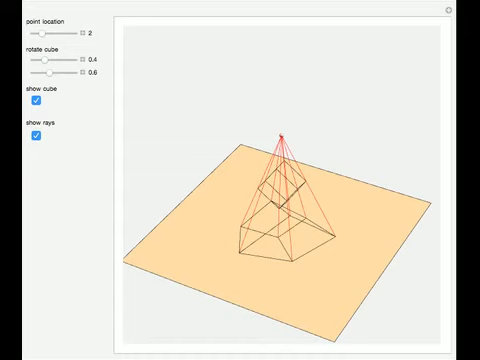 point location
2
rotate cube
0.4
0.6
show cube
show rays